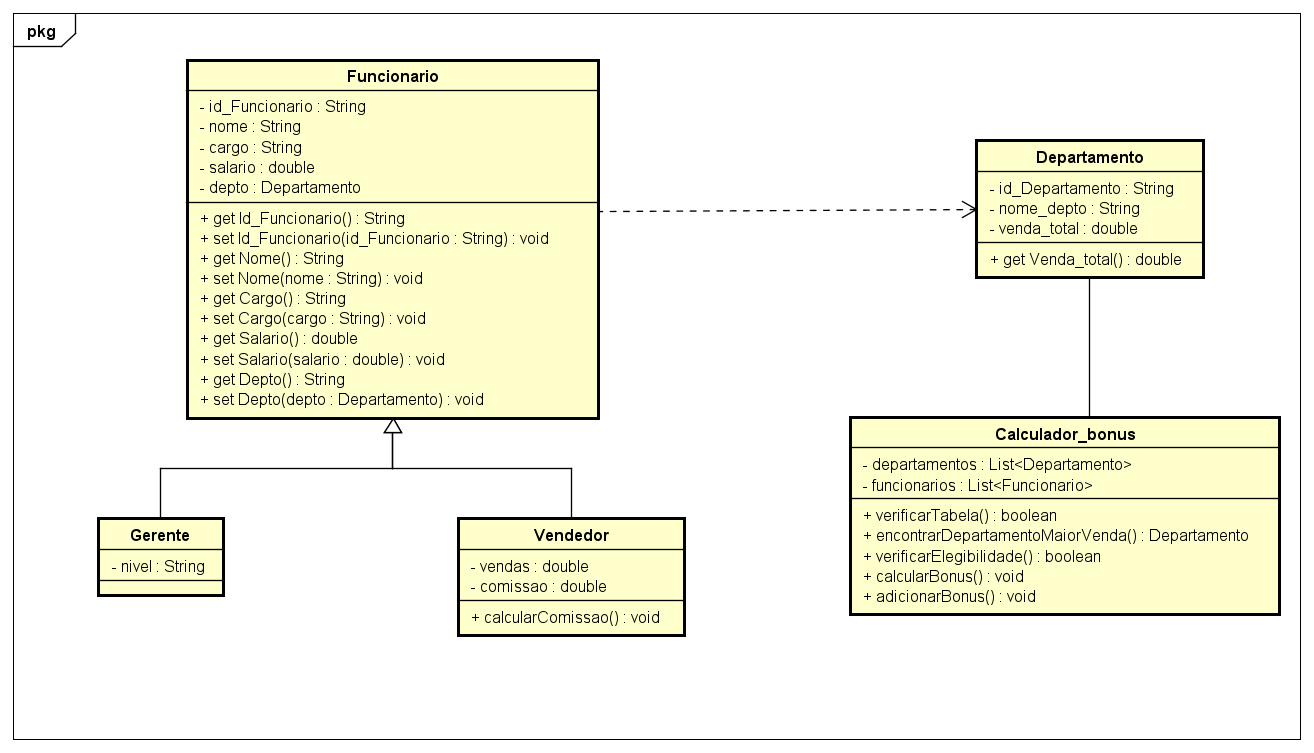 pkg
Funcionario
- id_Funcionario : String
- nome : String
- cargo : String
- salario : double
- depto : Departamento
+ get Id_Funcionario() : String
+ set Id_Funcionario(id_Funcionario : String) : void
+ get Nome() : String
+ set Nome(nome : String) : void
+ get Cargo() : String
+ set Cargo(cargo : String) : void
+ get Salario() : double
+ set Salario(salario : double) : void
+ get Depto() : String
+ set Depto(depto : Departamento) : void
Departamento
- id_Departamento : String
- nome_depto : String
- venda_total : double
+ get Venda_total() : double
Gerente
- nivel : String
Vendedor
- vendas : double
- comissao : double
+ calcularComissao() : void
Calculador_bonus
- departamentos : List<Departamento>
- funcionarios : List<Funcionario>
+ verificarTabela() : boolean
+ encontrarDepartamentoMaiorVenda() : Departamento
+ verificarElegibilidade() : boolean
+ calcularBonus() : void
+ adicionarBonus() : void